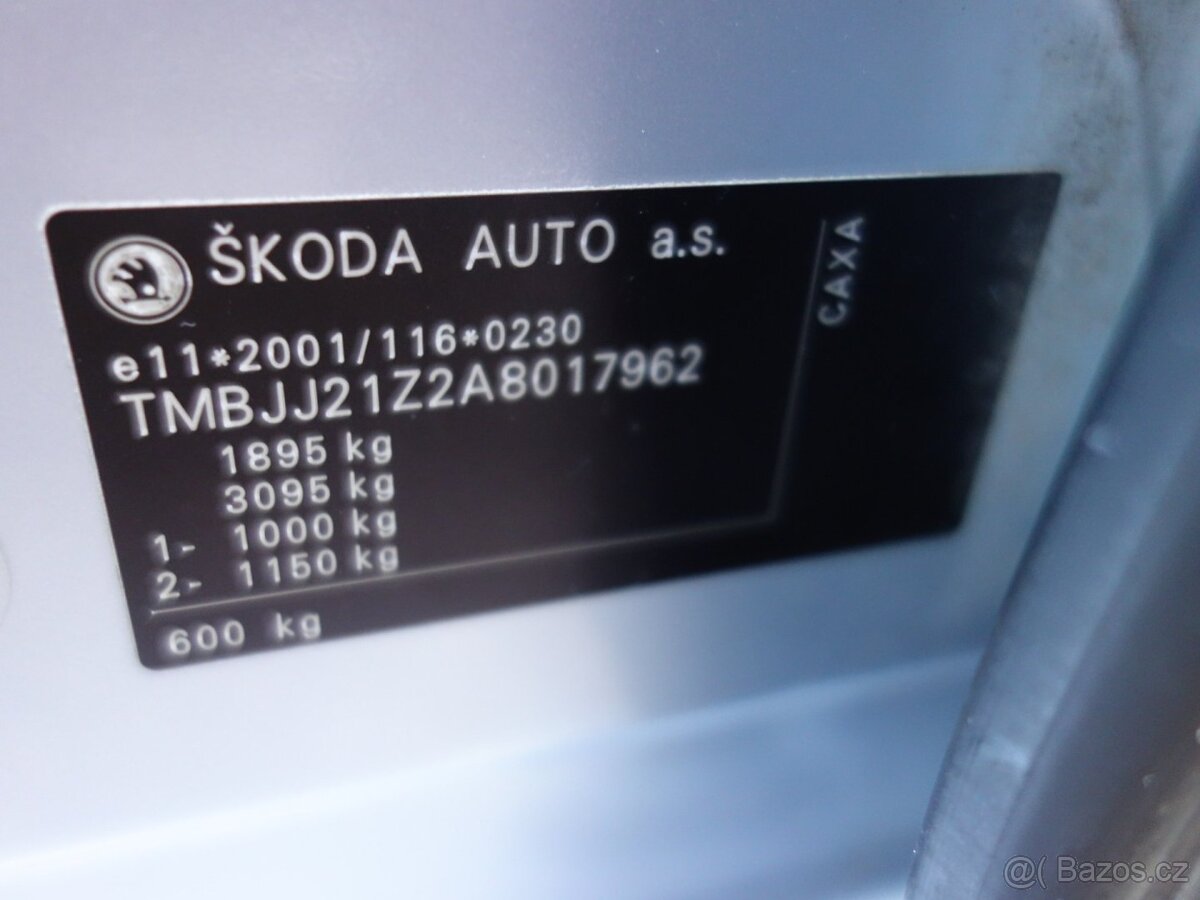 ŠKODA AUTO a.s.
e11*2001/116*0230
TMBJJ21Z2A8017962
1895 kg
3095 kg
1- 1000 kg
2- 1150 kg
600 kg
CAXA
@( Bazos.cz